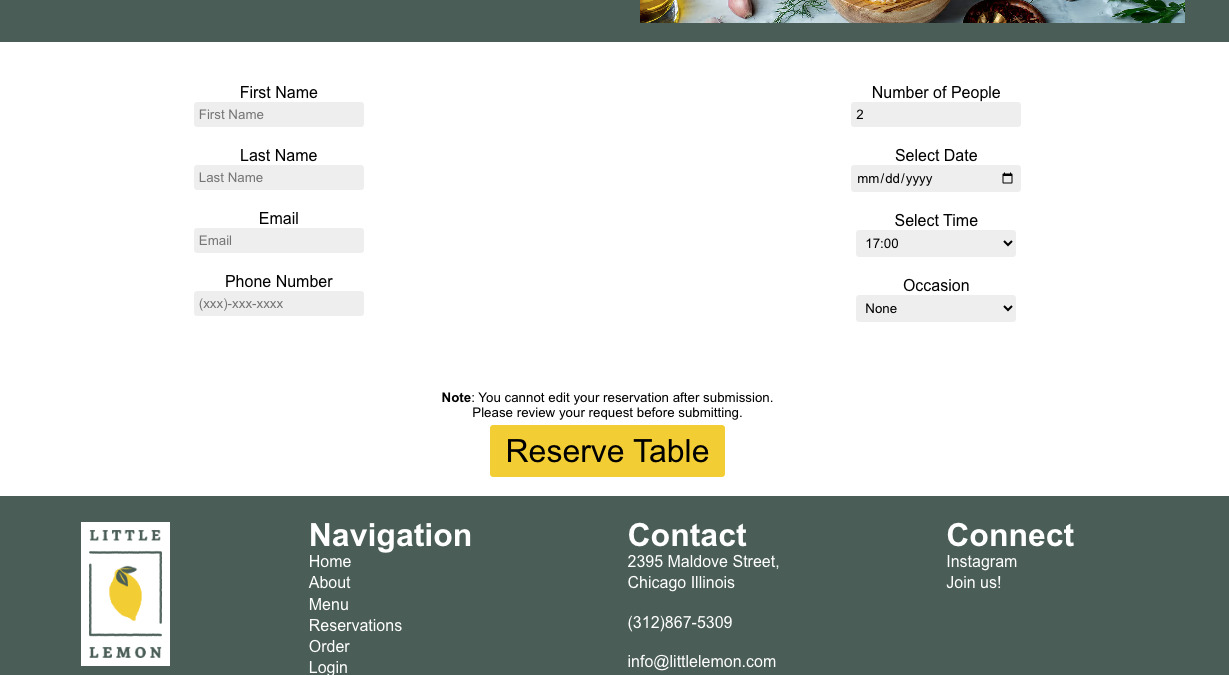 First Name
First Name
Last Name
Last Name
Email
Email
Phone Number
(xxx)-xxx-xxxx
Number of People
2
Select Date
mm/dd/yyyy
Select Time
17:00
Occasion
None
Note: You cannot edit your reservation after submission.
Please review your request before submitting.
Reserve Table
LITTLE
LEMON
Navigation
Home
About
Menu
Reservations
Order
Login
Contact
2395 Maldove Street,
Chicago Illinois
(312)867-5309
info@littlelemon.com
Connect
Instagram
Join us!